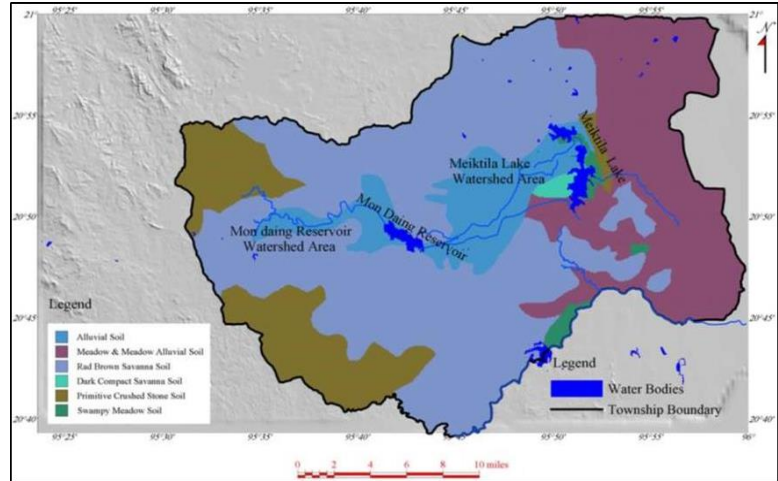 21°
95°25'
95°30'
95°35'
95°40'
95°45'
95°50'
95°55'
21°
N
20°55'
20°55'
Meiktila Lake
Meiktila Lake
Watershed Area
20°50'
20°50'
Mon Daing Reservoir
Mon daing Reservoir
Watershed Area
Legend
20°45'
20°45'
Alluvial Soil
Meadow & Meadow Alluvial Soil
Rad Brown Savanna Soil
Dark Compact Savanna Soil
Primitive Crushed Stone Soil
Swampy Meadow Soil
Legend
Water Bodies
Township Boundary
20°40'
20°40'
95°25'
95°30'
95°35'
95°40'
95°45'
95°50'
95°55'
96°
0 2 4 6 8 10 miles